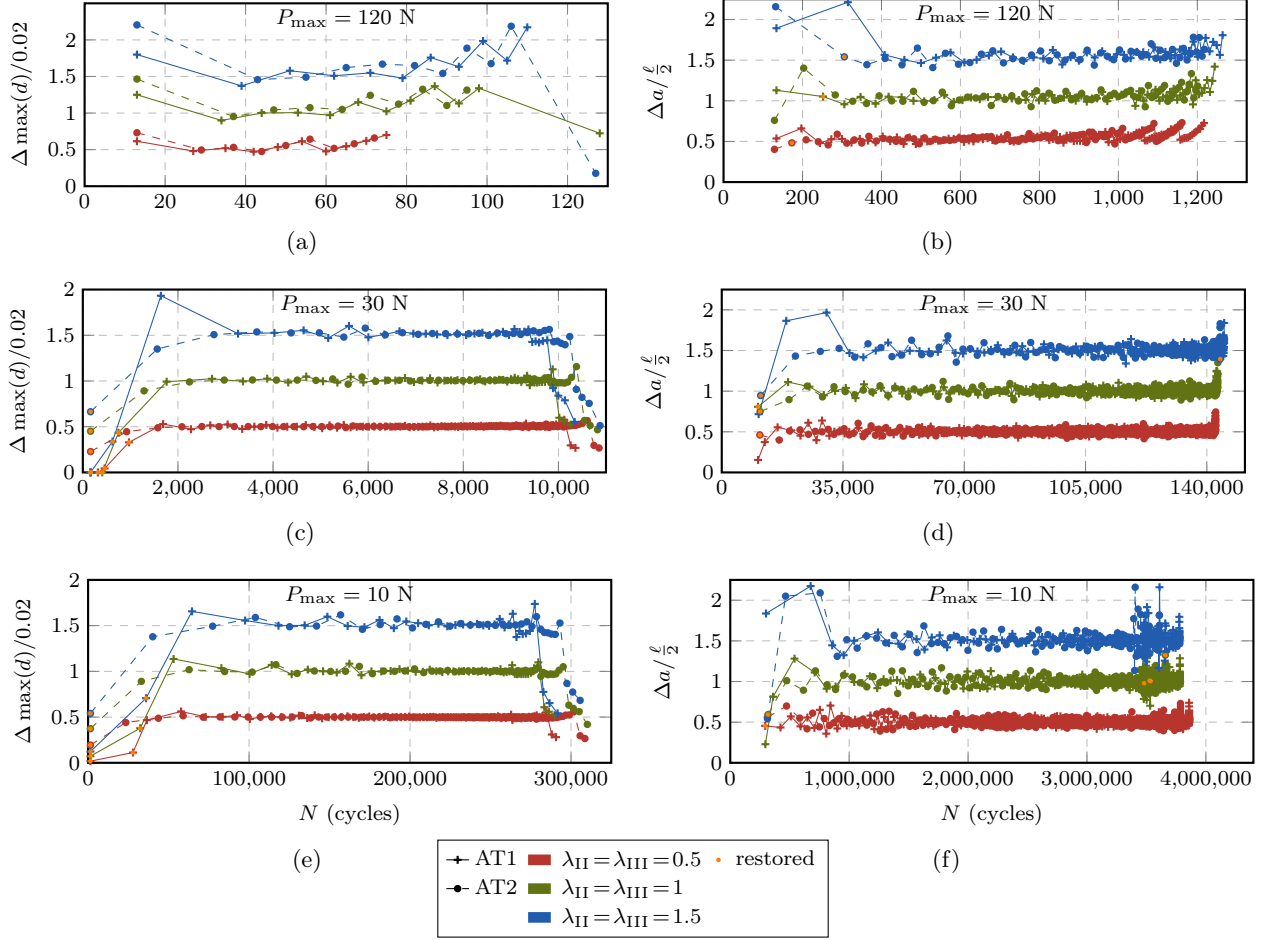 P_max = 120 N
Δ max(d)/0.02
2
1.5
1
0.5
0
0 20 40 60 80 100 120
(a)
P_max = 120 N
Δa/ℓ/2
2
1.5
1
0.5
0
200 400 600 800 1,000 1,200
(b)
P_max = 30 N
Δ max(d)/0.02
2
1.5
1
0.5
0
0 2,000 4,000 6,000 8,000 10,000
(c)
P_max = 30 N
Δa/ℓ/2
2
1.5
1
0.5
0
0 35,000 70,000 105,000 140,000
(d)
P_max = 10 N
Δ max(d)/0.02
2
1.5
1
0.5
0
0 100,000 200,000 300,000
N (cycles)
(e)
P_max = 10 N
Δa/ℓ/2
2
1.5
1
0.5
0
0 1,000,000 2,000,000 3,000,000 4,000,000
N (cycles)
(f)
AT1 λ_II = λ_III = 0.5 restored
AT2 λ_II = λ_III = 1
λ_II = λ_III = 1.5